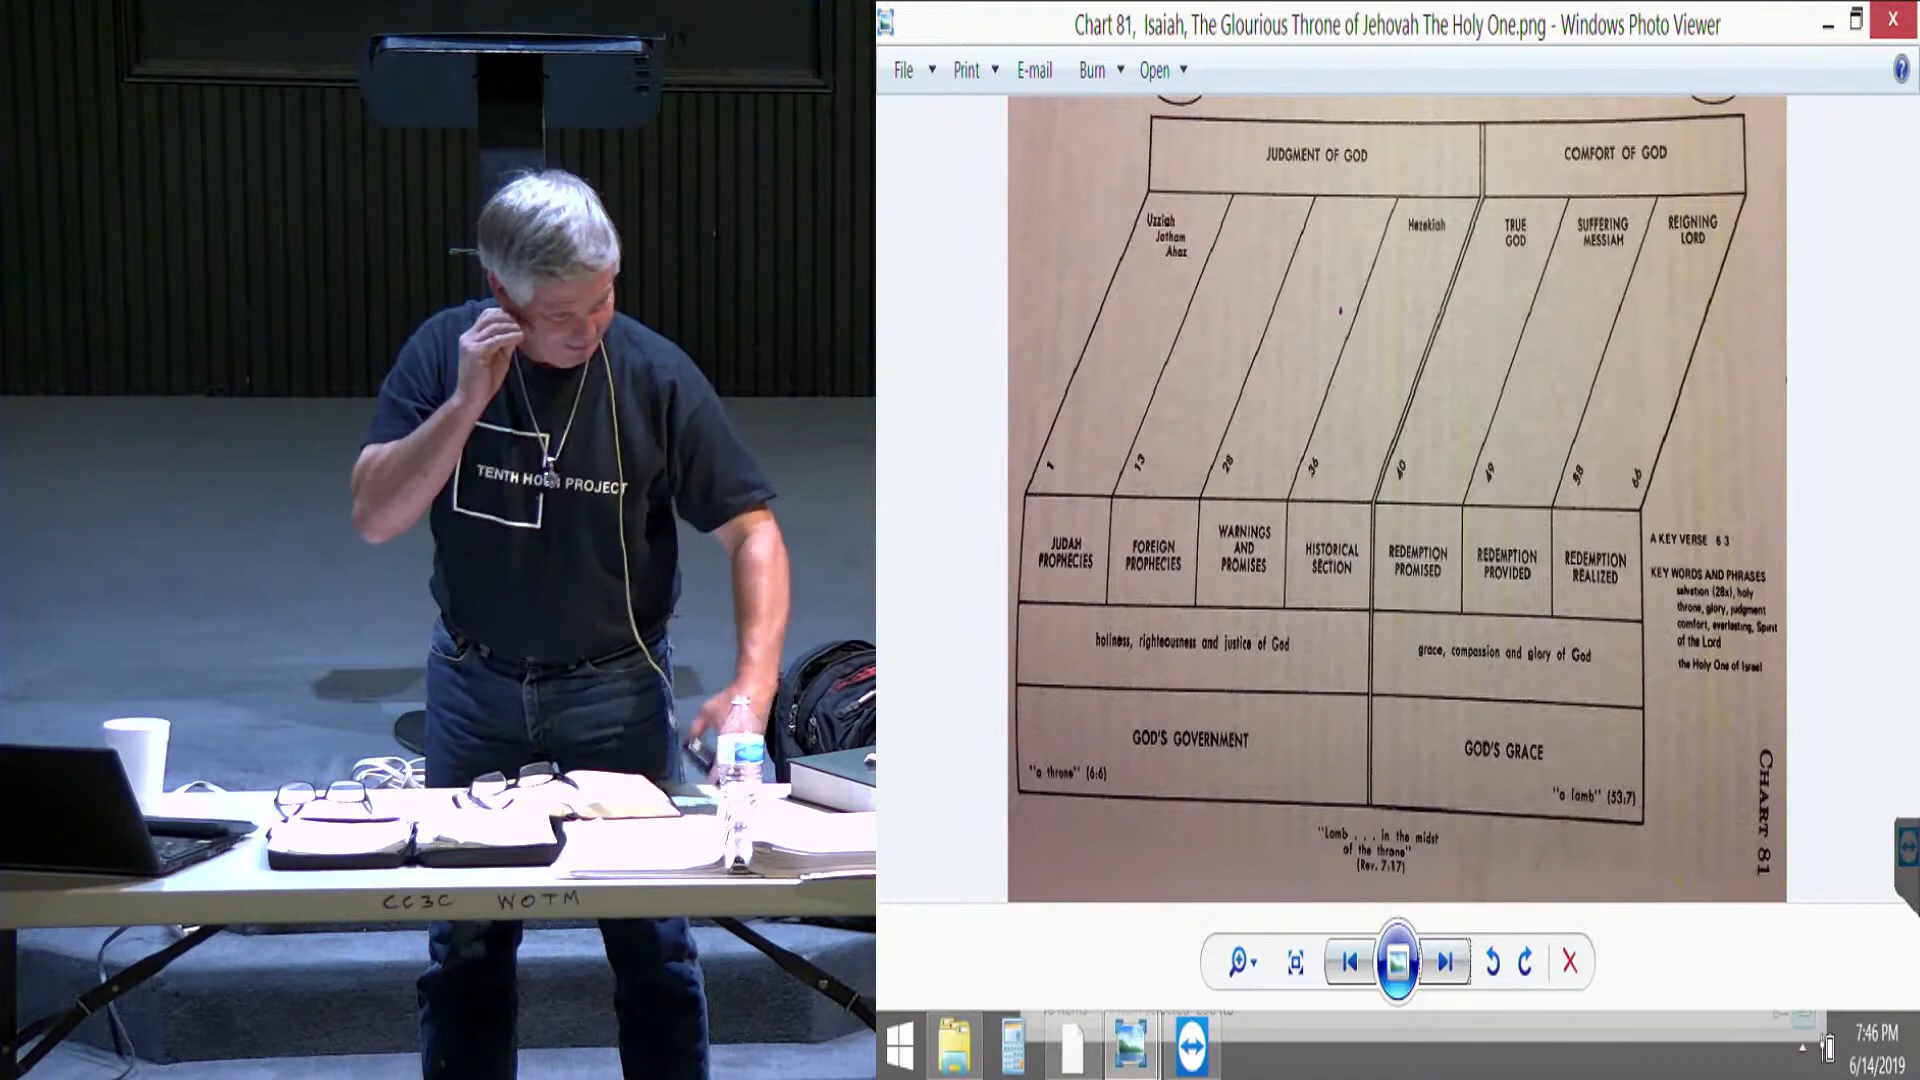 TENTH HO PROJECT
CC3C WOTM
Chart 81, Isaiah, The Glourious Throne of Jehovah The Holy One.png - Windows Photo Viewer
File Print E-mail Burn Open
JUDGMENT OF GOD
COMFORT OF GOD
Uzziah
Jotham
Ahaz
Hezekiah
TRUE
GOD
SUFFERING
MESSIAH
REIGNING
LORD
1 13 28 36 40 49 58 66
JUDAH
PROPHECIES
FOREIGN
PROPHECIES
WARNINGS
AND
PROMISES
HISTORICAL
SECTION
REDEMPTION
PROMISED
REDEMPTION
PROVIDED
REDEMPTION
REALIZED
A KEY VERSE 6 3
KEY WORDS AND PHRASES
salvation (28x), holy
throne, glory, judgment
comfort, everlasting, Spirit
of the Lord
the Holy One of Israel
holiness, righteousness and justice of God
grace, compassion and glory of God
GOD'S GOVERNMENT
GOD'S GRACE
"a throne" (6:6)
"a lamb" (53:7)
"Lamb . . . in the midst
of the throne"
(Rev. 7:17)
CHART 81
7:46 PM
6/14/2019